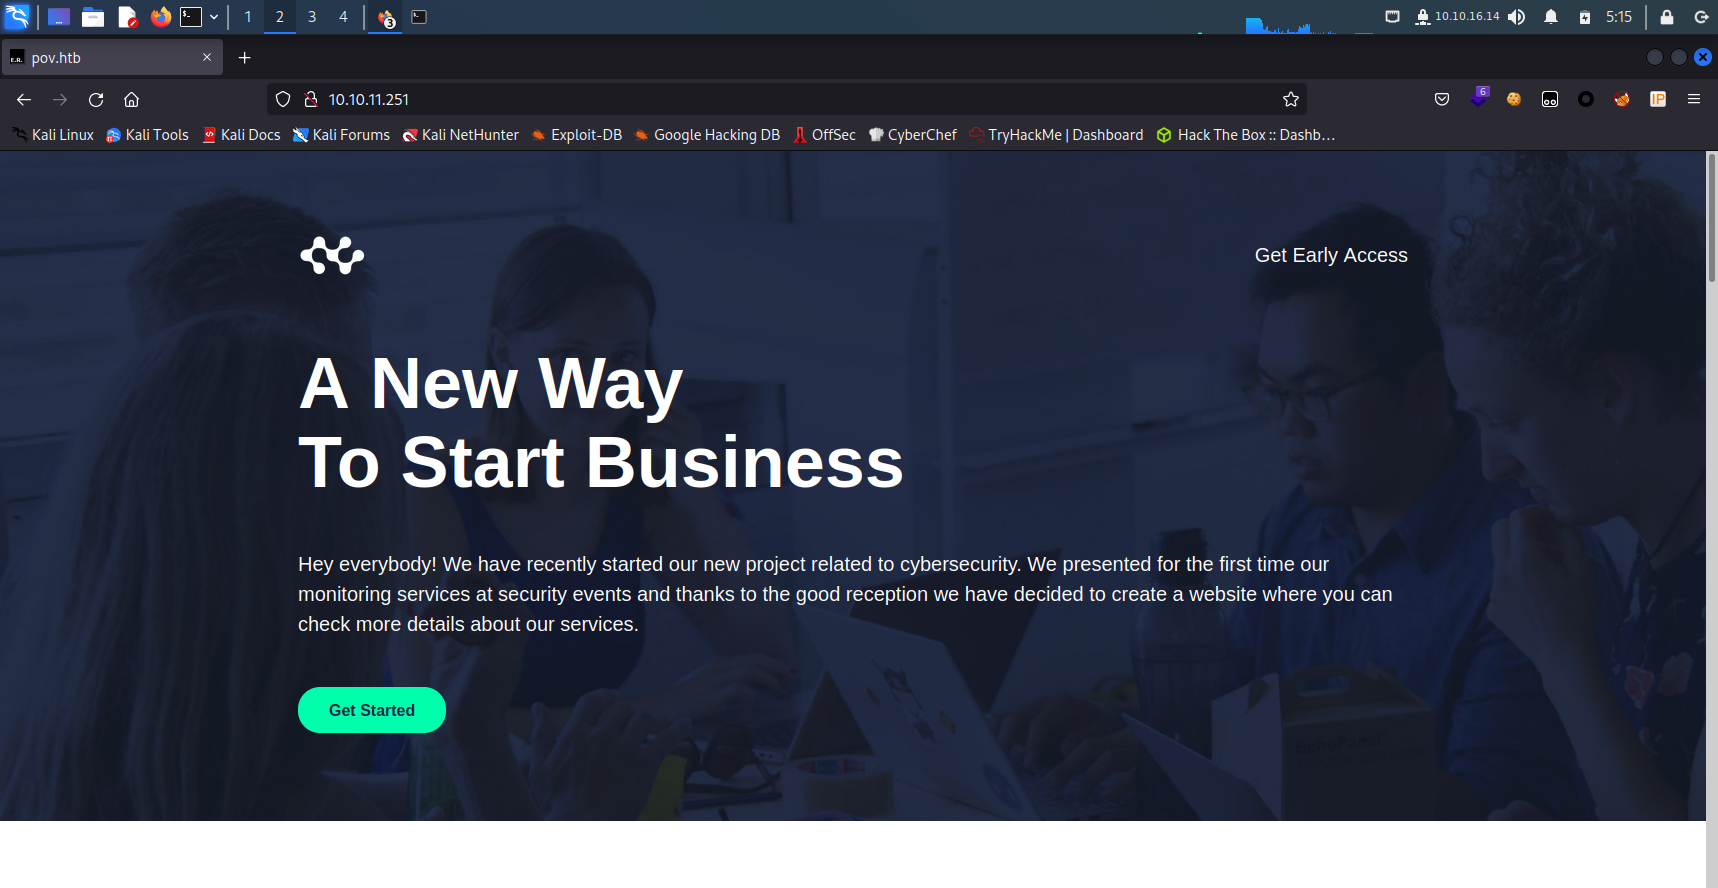 1 2 3 4 3 10.10.16.14 5:15
E.R. pov.htb
10.10.11.251 6 IP
Kali Linux Kali Tools Kali Docs Kali Forums Kali NetHunter Exploit-DB Google Hacking DB OffSec CyberChef TryHackMe | Dashboard Hack The Box :: Dashb…
Get Early Access
A New Way
To Start Business
Hey everybody! We have recently started our new project related to cybersecurity. We presented for the first time our
monitoring services at security events and thanks to the good reception we have decided to create a website where you can
check more details about our services.
Get Started